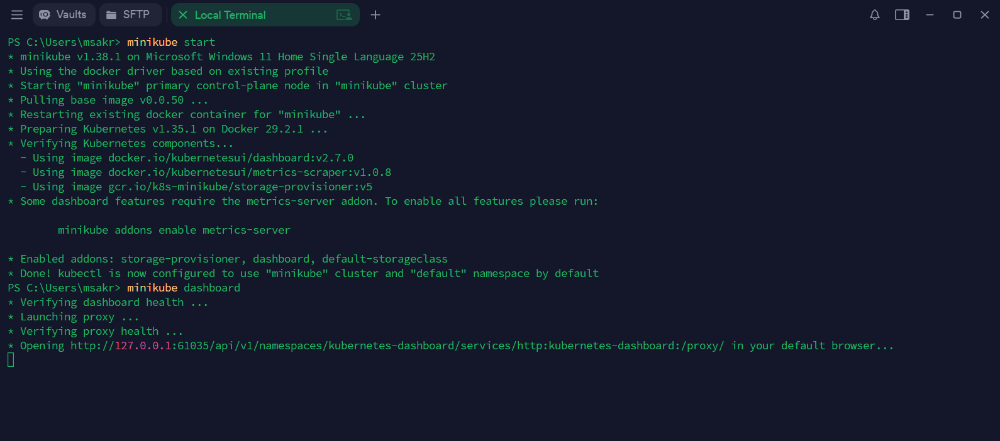 Vaults SFTP Local Terminal
PS C:\Users\msakr> minikube start
* minikube v1.38.1 on Microsoft Windows 11 Home Single Language 25H2
* Using the docker driver based on existing profile
* Starting "minikube" primary control-plane node in "minikube" cluster
* Pulling base image v0.0.50 ...
* Restarting existing docker container for "minikube" ...
* Preparing Kubernetes v1.35.1 on Docker 29.2.1 ...
* Verifying Kubernetes components...
  - Using image docker.io/kubernetesui/dashboard:v2.7.0
  - Using image docker.io/kubernetesui/metrics-scraper:v1.0.8
  - Using image gcr.io/k8s-minikube/storage-provisioner:v5
* Some dashboard features require the metrics-server addon. To enable all features please run:
        minikube addons enable metrics-server
* Enabled addons: storage-provisioner, dashboard, default-storageclass
* Done! kubectl is now configured to use "minikube" cluster and "default" namespace by default
PS C:\Users\msakr> minikube dashboard
* Verifying dashboard health ...
* Launching proxy ...
* Verifying proxy health ...
* Opening http://127.0.0.1:61035/api/v1/namespaces/kubernetes-dashboard/services/http:kubernetes-dashboard:/proxy/ in your default browser...